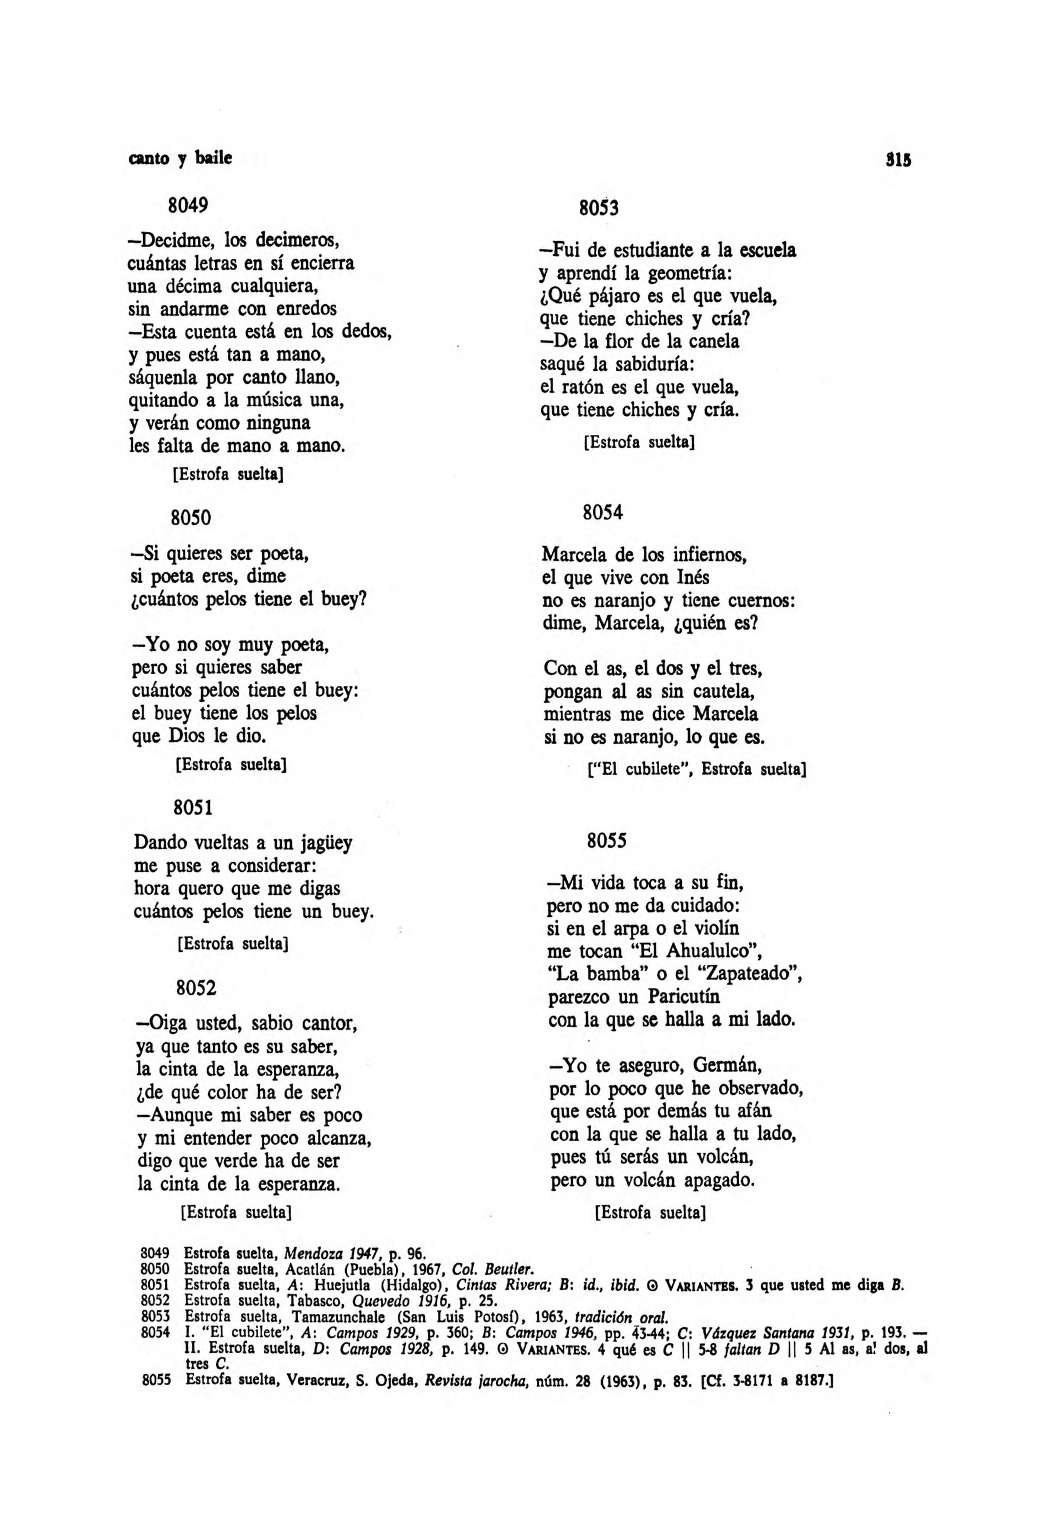 canto y baile 315
8049
—Decidme, los decimeros,
cuántas letras en sí encierra
una décima cualquiera,
sin andarme con enredos
—Esta cuenta está en los dedos,
y pues está tan a mano,
sáquenla por canto llano,
quitando a la música una,
y verán como ninguna
les falta de mano a mano.
[Estrofa suelta]
8050
—Si quieres ser poeta,
si poeta eres, dime
¿cuántos pelos tiene el buey?
—Yo no soy muy poeta,
pero si quieres saber
cuántos pelos tiene el buey:
el buey tiene los pelos
que Dios le dio.
[Estrofa suelta]
8051
Dando vueltas a un jagüey
me puse a considerar:
hora quero que me digas
cuántos pelos tiene un buey.
[Estrofa suelta]
8052
—Oiga usted, sabio cantor,
ya que tanto es su saber,
la cinta de la esperanza,
¿de qué color ha de ser?
—Aunque mi saber es poco
y mi entender poco alcanza,
digo que verde ha de ser
la cinta de la esperanza.
[Estrofa suelta]
8053
—Fui de estudiante a la escuela
y aprendí la geometría:
¿Qué pájaro es el que vuela,
que tiene chiches y cría?
—De la flor de la canela
saqué la sabiduría:
el ratón es el que vuela,
que tiene chiches y cría.
[Estrofa suelta]
8054
Marcela de los infiernos,
el que vive con Inés
no es naranjo y tiene cuernos:
dime, Marcela, ¿quién es?
Con el as, el dos y el tres,
pongan al as sin cautela,
mientras me dice Marcela
si no es naranjo, lo que es.
["El cubilete", Estrofa suelta]
8055
—Mi vida toca a su fin,
pero no me da cuidado:
si en el arpa o el violín
me tocan "El Ahualulco",
"La bamba" o el "Zapateado",
parezco un Paricutín
con la que se halla a mi lado.
—Yo te aseguro, Germán,
por lo poco que he observado,
que está por demás tu afán
con la que se halla a tu lado,
pues tú serás un volcán,
pero un volcán apagado.
[Estrofa suelta]
8049 Estrofa suelta, Mendoza 1947, p. 96.
8050 Estrofa suelta, Acatlán (Puebla), 1967, Col. Beutler.
8051 Estrofa suelta, A: Huejutla (Hidalgo), Cintas Rivera; B: id., ibid. ⊙ VARIANTES. 3 que usted me diga B.
8052 Estrofa suelta, Tabasco, Quevedo 1916, p. 25.
8053 Estrofa suelta, Tamazunchale (San Luis Potosí), 1963, tradición oral.
8054 I. "El cubilete", A: Campos 1929, p. 360; B: Campos 1946, pp. 43-44; C: Vázquez Santana 1931, p. 193. —
II. Estrofa suelta, D: Campos 1928, p. 149. ⊙ VARIANTES. 4 qué es C || 5-8 faltan D || 5 Al as, al dos, al
tres C.
8055 Estrofa suelta, Veracruz, S. Ojeda, Revista jarocha, núm. 28 (1963), p. 83. [Cf. 3-8171 a 8187.]